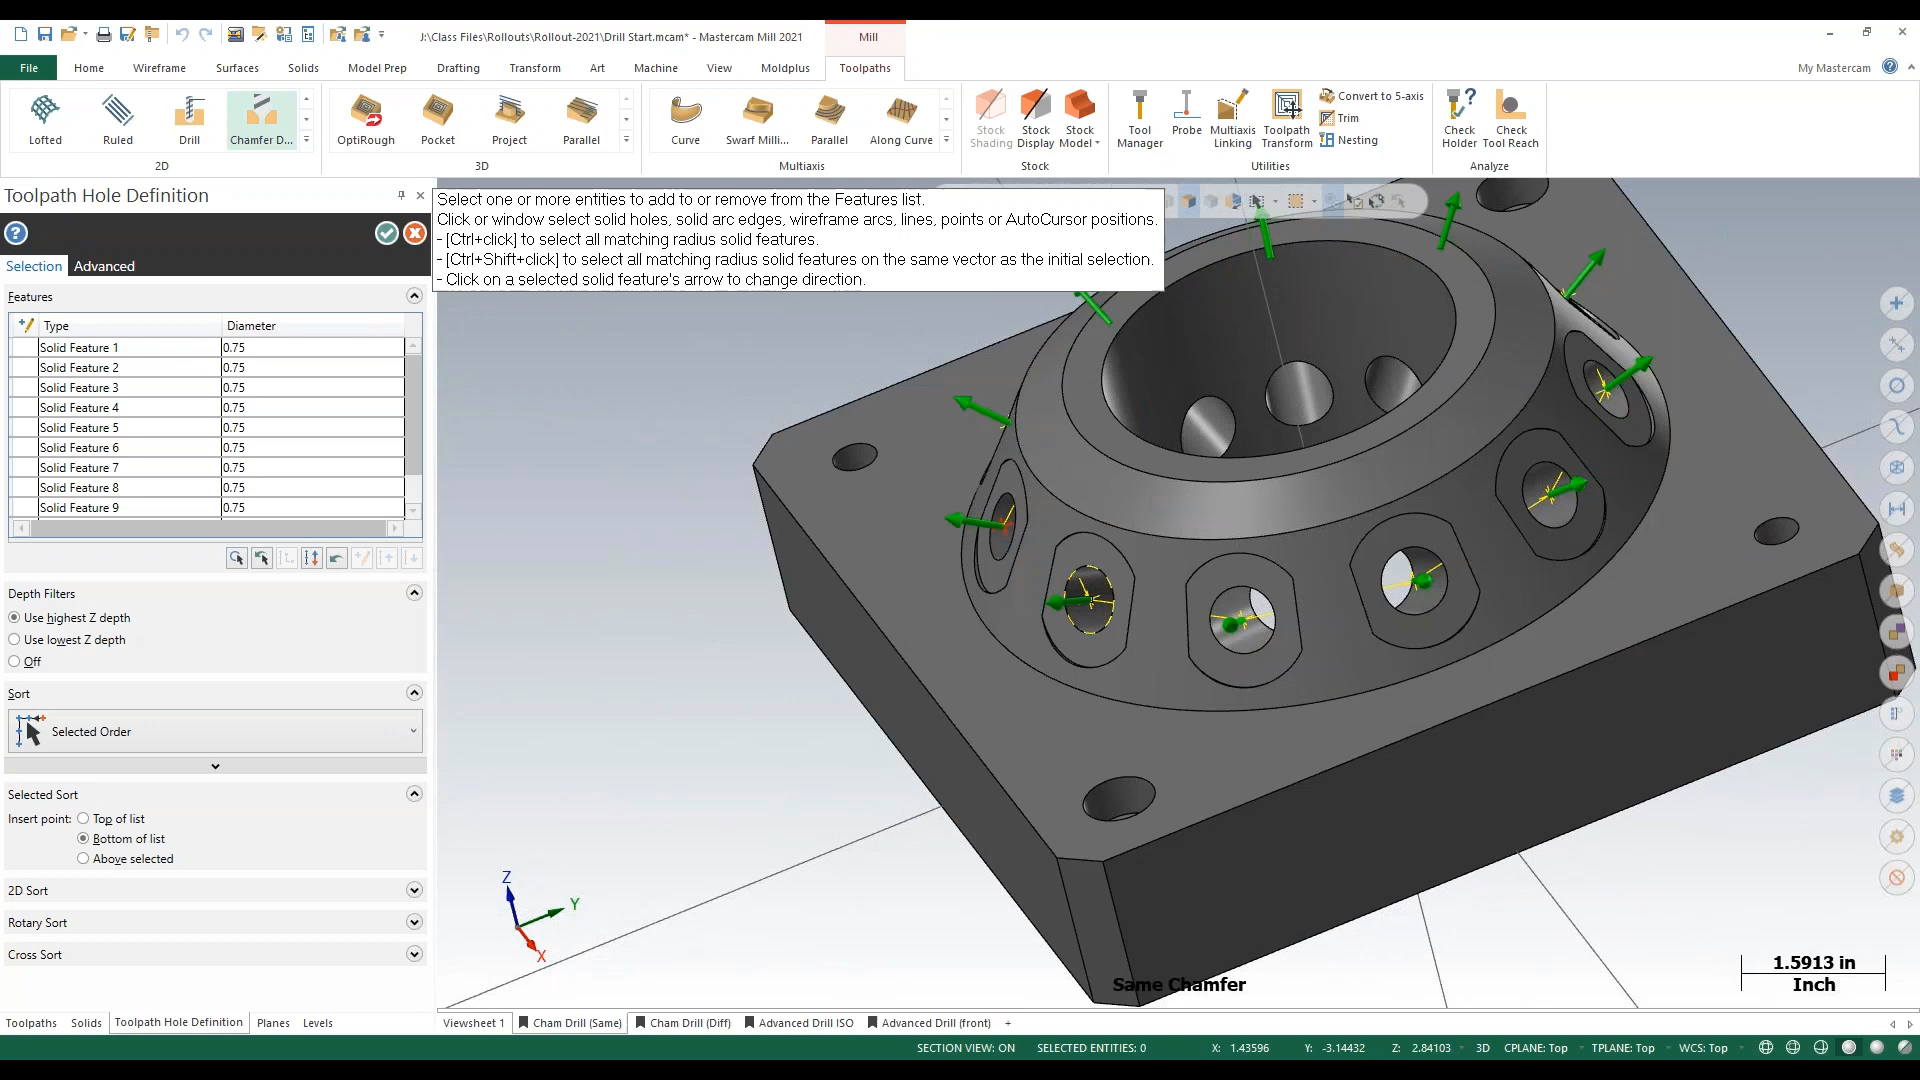 J:\Class Files\Rollouts\Rollout-2021\Drill Start.mcam* - Mastercam Mill 2021
Mill
File
Home
Wireframe
Surfaces
Solids
Model Prep
Drafting
Transform
Art
Machine
View
Moldplus
Toolpaths
My Mastercam
Lofted
Ruled
Drill
Chamfer D...
2D
OptiRough
Pocket
Project
Parallel
3D
Curve
Swarf Milli...
Parallel
Along Curve
Multiaxis
Stock
Shading
Stock
Display
Stock
Model
Stock
Tool
Manager
Probe
Multiaxis
Linking
Toolpath
Transform
Convert to 5-axis
Trim
Nesting
Utilities
Check
Holder
Check
Tool Reach
Analyze
Toolpath Hole Definition
Selection
Advanced
Features
Type Diameter
Solid Feature 1 0.75
Solid Feature 2 0.75
Solid Feature 3 0.75
Solid Feature 4 0.75
Solid Feature 5 0.75
Solid Feature 6 0.75
Solid Feature 7 0.75
Solid Feature 8 0.75
Solid Feature 9 0.75
Depth Filters
Use highest Z depth
Use lowest Z depth
Off
Sort
Selected Order
Selected Sort
Insert point: Top of list
Bottom of list
Above selected
2D Sort
Rotary Sort
Cross Sort
Select one or more entities to add to or remove from the Features list.
Click or window select solid holes, solid arc edges, wireframe arcs, lines, points or AutoCursor positions.
- [Ctrl+click] to select all matching radius solid features.
- [Ctrl+Shift+click] to select all matching radius solid features on the same vector as the initial selection.
- Click on a selected solid feature's arrow to change direction.
Z
Y
X
Same Chamfer
1.5913 in
Inch
Toolpaths
Solids
Toolpath Hole Definition
Planes
Levels
Viewsheet 1
Cham Drill (Same)
Cham Drill (Diff)
Advanced Drill ISO
Advanced Drill (front)
+
SECTION VIEW: ON SELECTED ENTITIES: 0 X: 1.43596 Y: -3.14432 Z: 2.84103 3D CPLANE: Top TPLANE: Top WCS: Top